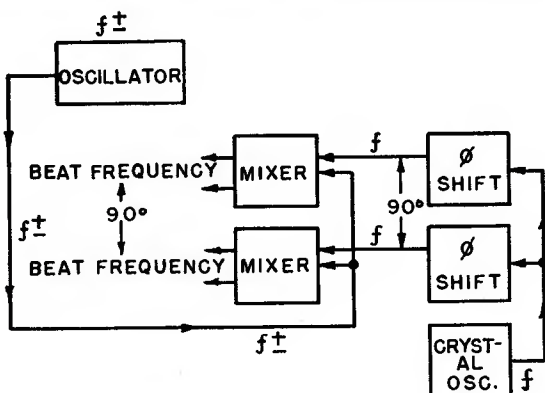 f±
OSCILLATOR
f±
BEAT FREQUENCY
90°
BEAT FREQUENCY
MIXER
MIXER
f
90°
f
Ø
SHIFT
Ø
SHIFT
CRYST-
AL
OSC.
f
f±